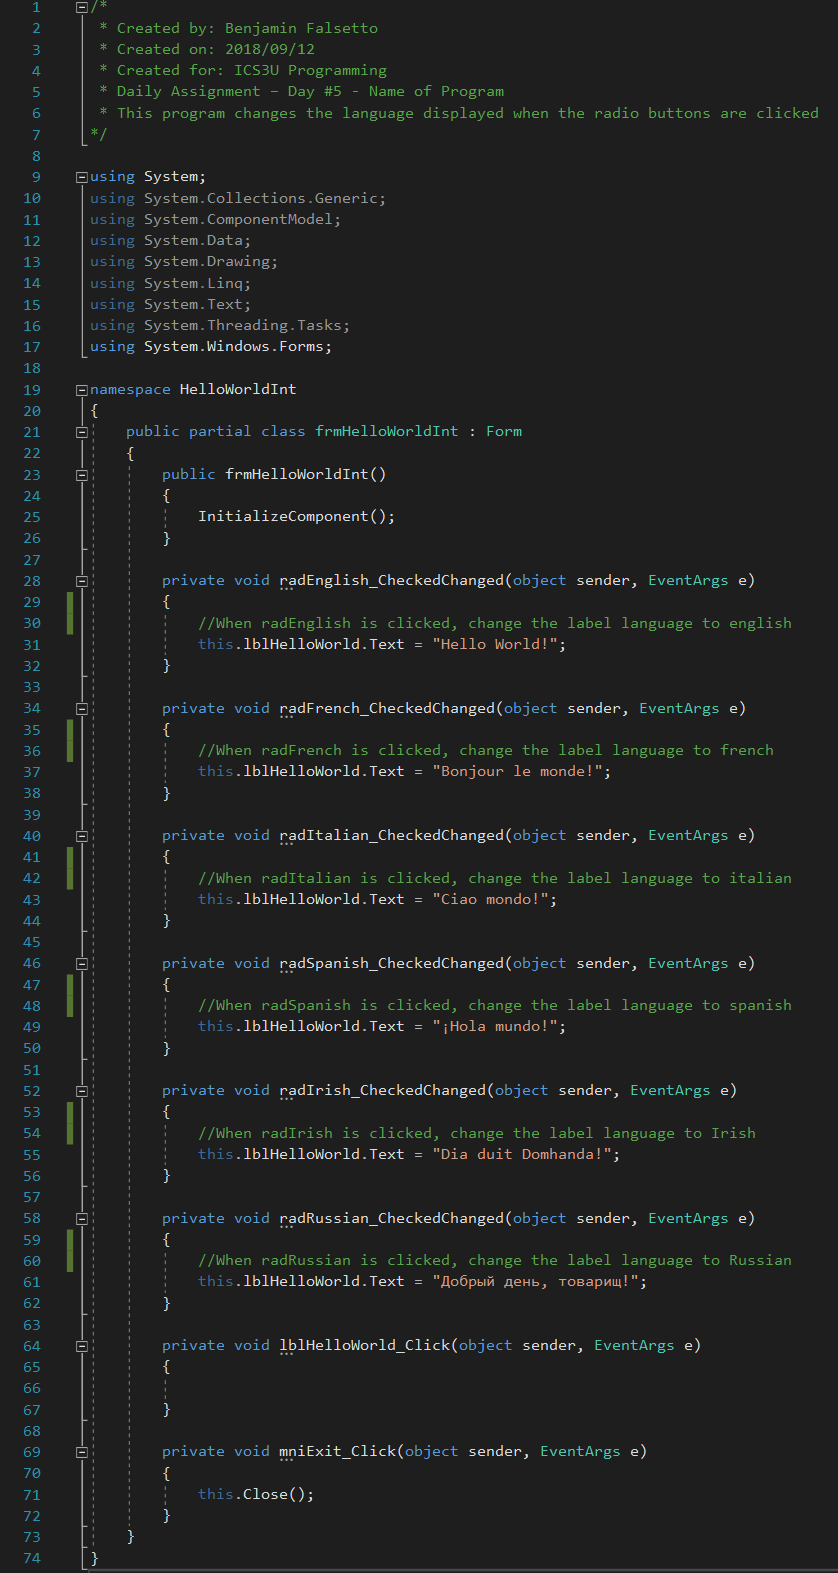 1 /*
2 * Created by: Benjamin Falsetto
3 * Created on: 2018/09/12
4 * Created for: ICS3U Programming
5 * Daily Assignment – Day #5 - Name of Program
6 * This program changes the language displayed when the radio buttons are clicked
7 */
8
9 using System;
10 using System.Collections.Generic;
11 using System.ComponentModel;
12 using System.Data;
13 using System.Drawing;
14 using System.Linq;
15 using System.Text;
16 using System.Threading.Tasks;
17 using System.Windows.Forms;
18
19 namespace HelloWorldInt
20 {
21 public partial class frmHelloWorldInt : Form
22 {
23 public frmHelloWorldInt()
24 {
25 InitializeComponent();
26 }
27
28 private void radEnglish_CheckedChanged(object sender, EventArgs e)
29 {
30 //When radEnglish is clicked, change the label language to english
31 this.lblHelloWorld.Text = "Hello World!";
32 }
33
34 private void radFrench_CheckedChanged(object sender, EventArgs e)
35 {
36 //When radFrench is clicked, change the label language to french
37 this.lblHelloWorld.Text = "Bonjour le monde!";
38 }
39
40 private void radItalian_CheckedChanged(object sender, EventArgs e)
41 {
42 //When radItalian is clicked, change the label language to italian
43 this.lblHelloWorld.Text = "Ciao mondo!";
44 }
45
46 private void radSpanish_CheckedChanged(object sender, EventArgs e)
47 {
48 //When radSpanish is clicked, change the label language to spanish
49 this.lblHelloWorld.Text = "¡Hola mundo!";
50 }
51
52 private void radIrish_CheckedChanged(object sender, EventArgs e)
53 {
54 //When radIrish is clicked, change the label language to Irish
55 this.lblHelloWorld.Text = "Dia duit Domhanda!";
56 }
57
58 private void radRussian_CheckedChanged(object sender, EventArgs e)
59 {
60 //When radRussian is clicked, change the label language to Russian
61 this.lblHelloWorld.Text = "Добрый день, товарищ!";
62 }
63
64 private void lblHelloWorld_Click(object sender, EventArgs e)
65 {
66
67 }
68
69 private void mniExit_Click(object sender, EventArgs e)
70 {
71 this.Close();
72 }
73 }
74 }